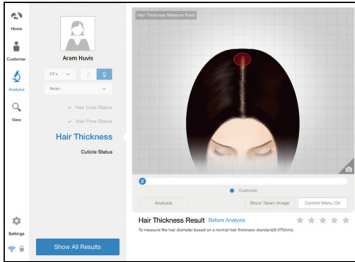 Home
Customer
Analysis
View
Settings
Aram Huvis
20's
Asian
Hair Loss Status
Hair Pore Status
Hair Thickness
Cuticle Status
Show All Results
Hair Thickness Measure Point
Customer
Analysis
Show Taken Image
Control Menu On
Hair Thickness Result Before Analysis
To measure the hair diameter based on a normal hair thickness standard(0.075mm).